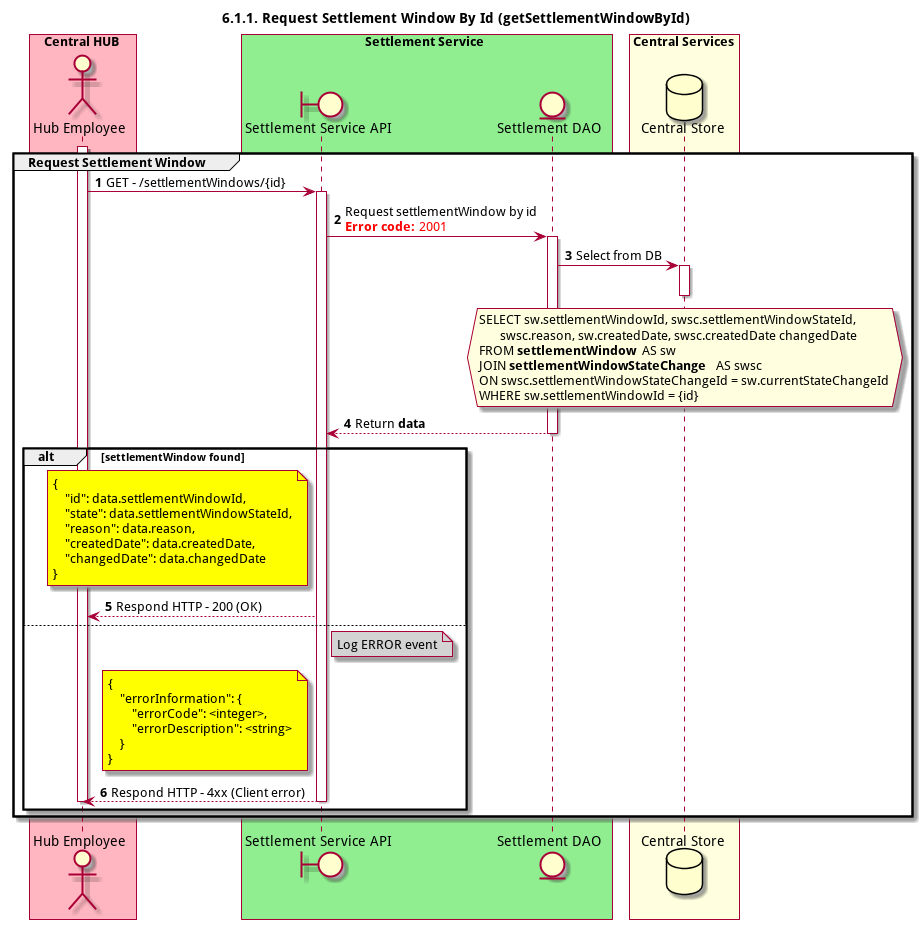 6.1.1. Request Settlement Window By Id (getSettlementWindowById)
Central HUB
Settlement Service
Central Services
Hub Employee
Settlement Service API
Settlement DAO
Central Store
Request Settlement Window
1 GET - /settlementWindows/{id}
2 Request settlementWindow by id
Error code: 2001
3 Select from DB
SELECT sw.settlementWindowId, swsc.settlementWindowStateId,
swsc.reason, sw.createdDate, swsc.createdDate changedDate
FROM settlementWindow AS sw
JOIN settlementWindowStateChange AS swsc
ON swsc.settlementWindowStateChangeId = sw.currentStateChangeId
WHERE sw.settlementWindowId = {id}
4 Return data
alt [settlementWindow found]
{
"id": data.settlementWindowId,
"state": data.settlementWindowStateId,
"reason": data.reason,
"createdDate": data.createdDate,
"changedDate": data.changedDate
}
5 Respond HTTP - 200 (OK)
Log ERROR event
{
"errorInformation": {
"errorCode": <integer>,
"errorDescription": <string>
}
}
6 Respond HTTP - 4xx (Client error)
Hub Employee
Settlement Service API
Settlement DAO
Central Store